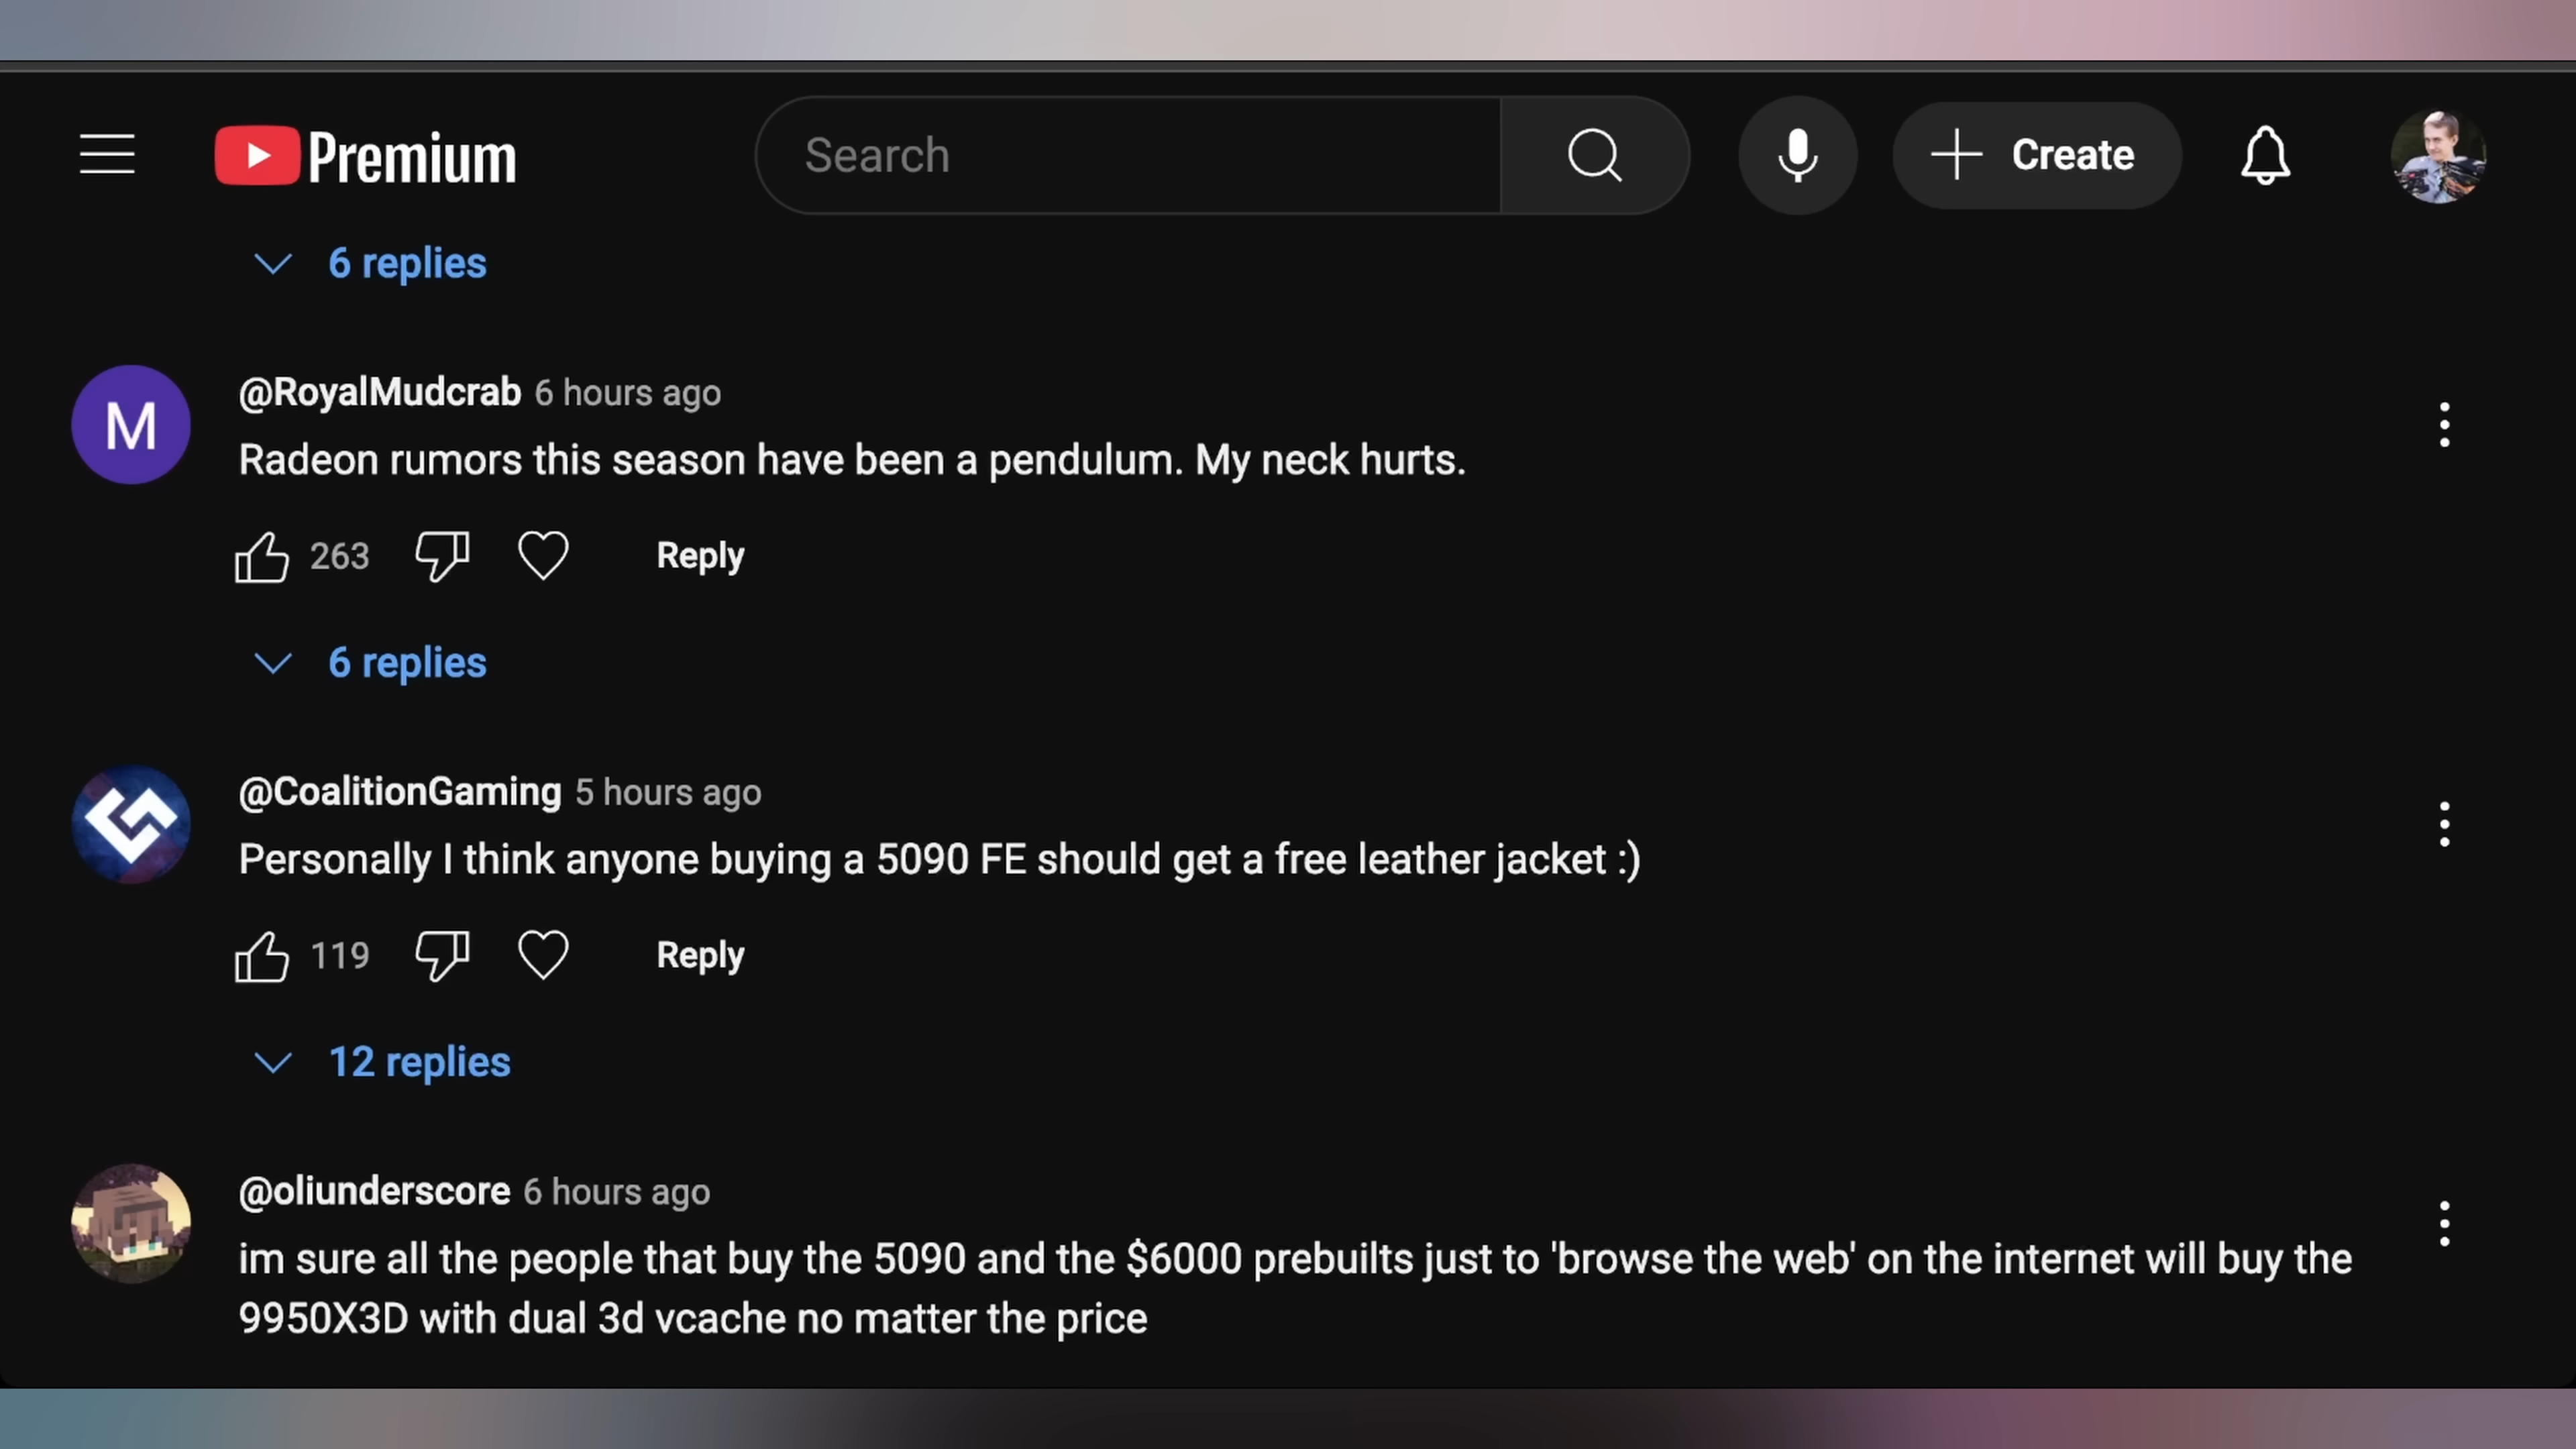 Premium
Search
Create
6 replies
M
@RoyalMudcrab 6 hours ago
Radeon rumors this season have been a pendulum. My neck hurts.
263
Reply
6 replies
@CoalitionGaming 5 hours ago
Personally I think anyone buying a 5090 FE should get a free leather jacket :)
119
Reply
12 replies
@oliunderscore 6 hours ago
im sure all the people that buy the 5090 and the $6000 prebuilts just to 'browse the web' on the internet will buy the
9950X3D with dual 3d vcache no matter the price